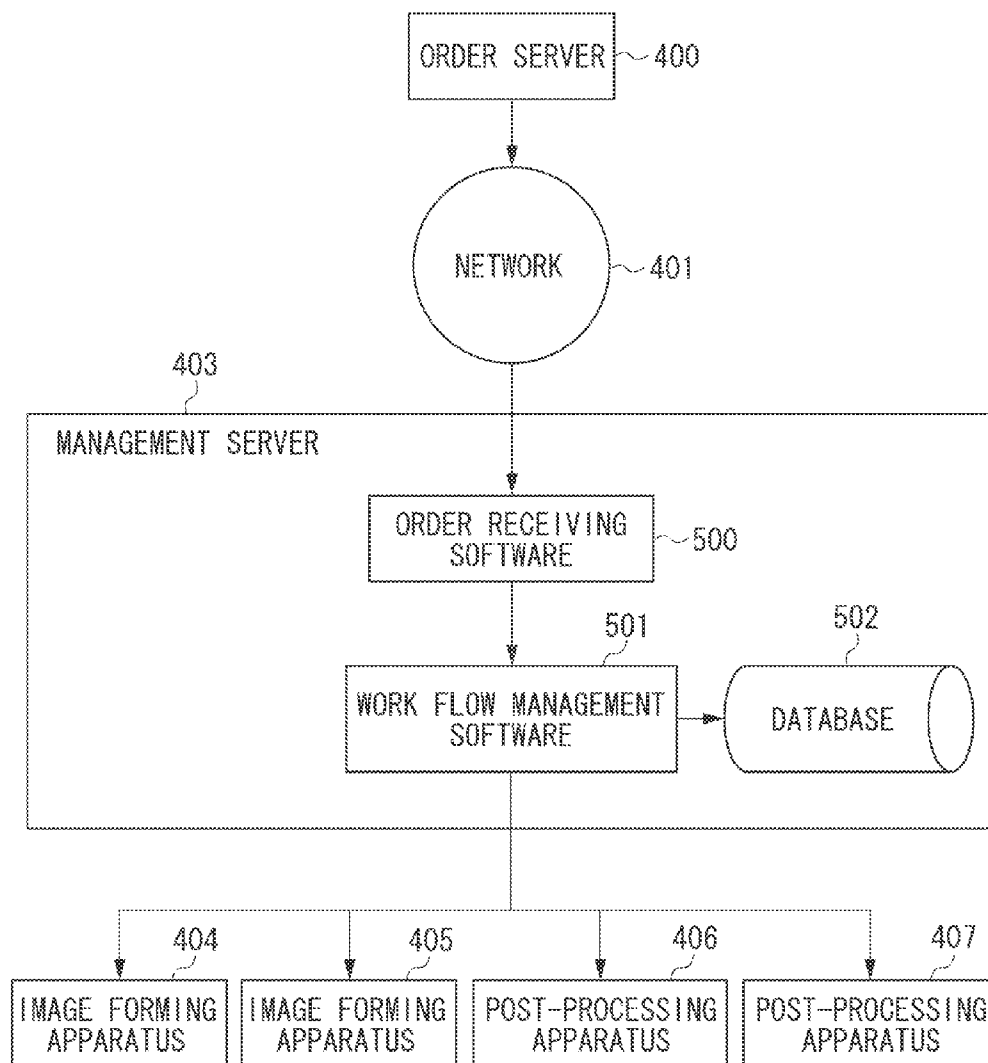 ORDER SERVER
400
NETWORK
401
403
MANAGEMENT SERVER
ORDER RECEIVING
SOFTWARE
500
501
502
WORK FLOW MANAGEMENT
SOFTWARE
DATABASE
404
405
406
407
IMAGE FORMING
APPARATUS
IMAGE FORMING
APPARATUS
POST-PROCESSING
APPARATUS
POST-PROCESSING
APPARATUS